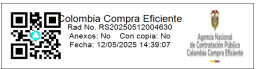 Colombia Compra Eficiente
Rad No. RS20250512004630
Anexos: No Con copia: No
Fecha: 12/05/2025 14:39:07
Agencia Nacional
de Contratación Pública
Colombia Compra Eficiente